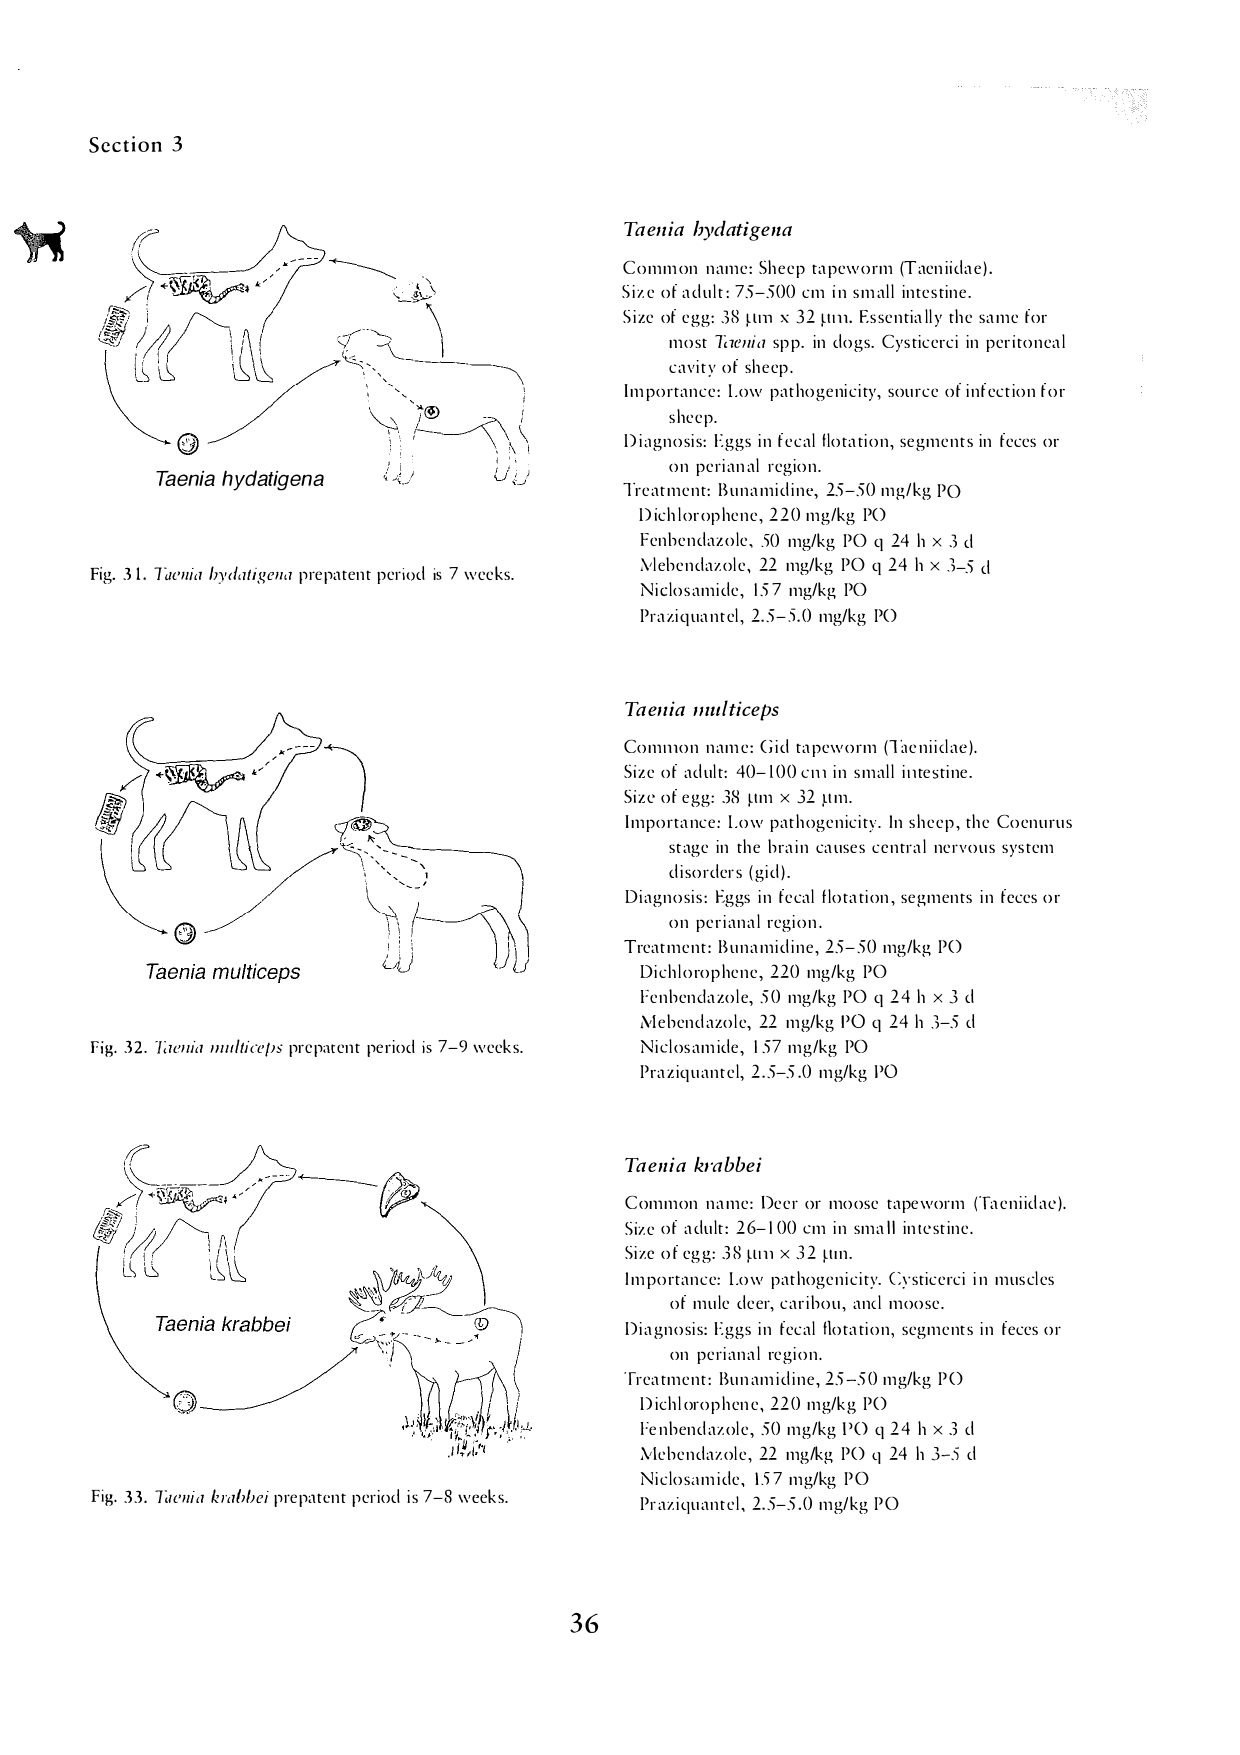 Section 3
Taenia hydatigena
Fig. 31. Taenia hydatigena prepatent period is 7 weeks.
Taenia hydatigena
Common name: Sheep tapeworm (Taeniidae).
Size of adult: 75–500 cm in small intestine.
Size of egg: 38 µm x 32 µm. Essentially the same for
most Taenia spp. in dogs. Cysticerci in peritoneal
cavity of sheep.
Importance: Low pathogenicity, source of infection for
sheep.
Diagnosis: Eggs in fecal flotation, segments in feces or
on perianal region.
Treatment: Bunamidine, 25–50 mg/kg PO
Dichlorophene, 220 mg/kg PO
Fenbendazole, 50 mg/kg PO q 24 h × 3 d
Mebendazole, 22 mg/kg PO q 24 h × 3–5 d
Niclosamide, 157 mg/kg PO
Praziquantel, 2.5–5.0 mg/kg PO
Taenia multiceps
Fig. 32. Taenia multiceps prepatent period is 7–9 weeks.
Taenia multiceps
Common name: Gid tapeworm (Taeniidae).
Size of adult: 40–100 cm in small intestine.
Size of egg: 38 µm × 32 µm.
Importance: Low pathogenicity. In sheep, the Coenurus
stage in the brain causes central nervous system
disorders (gid).
Diagnosis: Eggs in fecal flotation, segments in feces or
on perianal region.
Treatment: Bunamidine, 25–50 mg/kg PO
Dichlorophene, 220 mg/kg PO
Fenbendazole, 50 mg/kg PO q 24 h × 3 d
Mebendazole, 22 mg/kg PO q 24 h 3–5 d
Niclosamide, 157 mg/kg PO
Praziquantel, 2.5–5.0 mg/kg PO
Taenia krabbei
Fig. 33. Taenia krabbei prepatent period is 7–8 weeks.
Taenia krabbei
Common name: Deer or moose tapeworm (Taeniidae).
Size of adult: 26–100 cm in small intestine.
Size of egg: 38 µm × 32 µm.
Importance: Low pathogenicity. Cysticerci in muscles
of mule deer, caribou, and moose.
Diagnosis: Eggs in fecal flotation, segments in feces or
on perianal region.
Treatment: Bunamidine, 25–50 mg/kg PO
Dichlorophene, 220 mg/kg PO
Fenbendazole, 50 mg/kg PO q 24 h × 3 d
Mebendazole, 22 mg/kg PO q 24 h 3–5 d
Niclosamide, 157 mg/kg PO
Praziquantel, 2.5–5.0 mg/kg PO
36